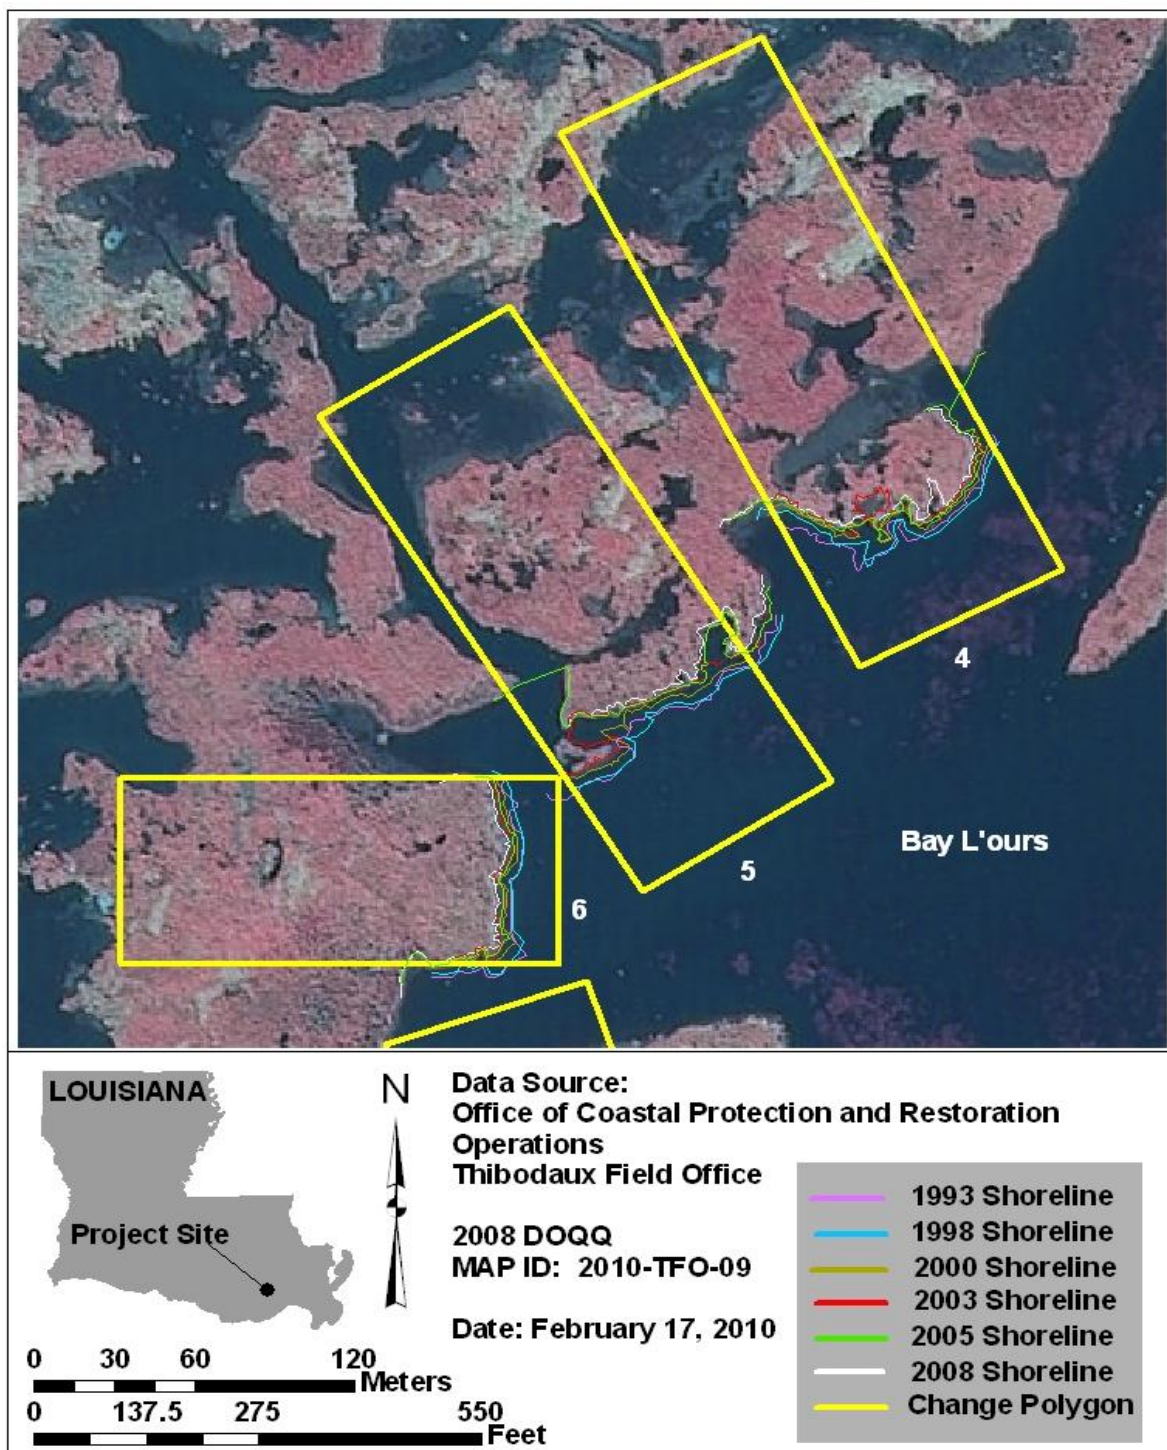 4
Bay L'ours
5
6
LOUISIANA
Project Site
N
Data Source:
Office of Coastal Protection and Restoration
Operations
Thibodaux Field Office
2008 DOQQ
MAP ID: 2010-TFO-09
Date: February 17, 2010
1993 Shoreline
1998 Shoreline
2000 Shoreline
2003 Shoreline
2005 Shoreline
2008 Shoreline
Change Polygon
0 30 60 120
Meters
0 137.5 275 550
Feet